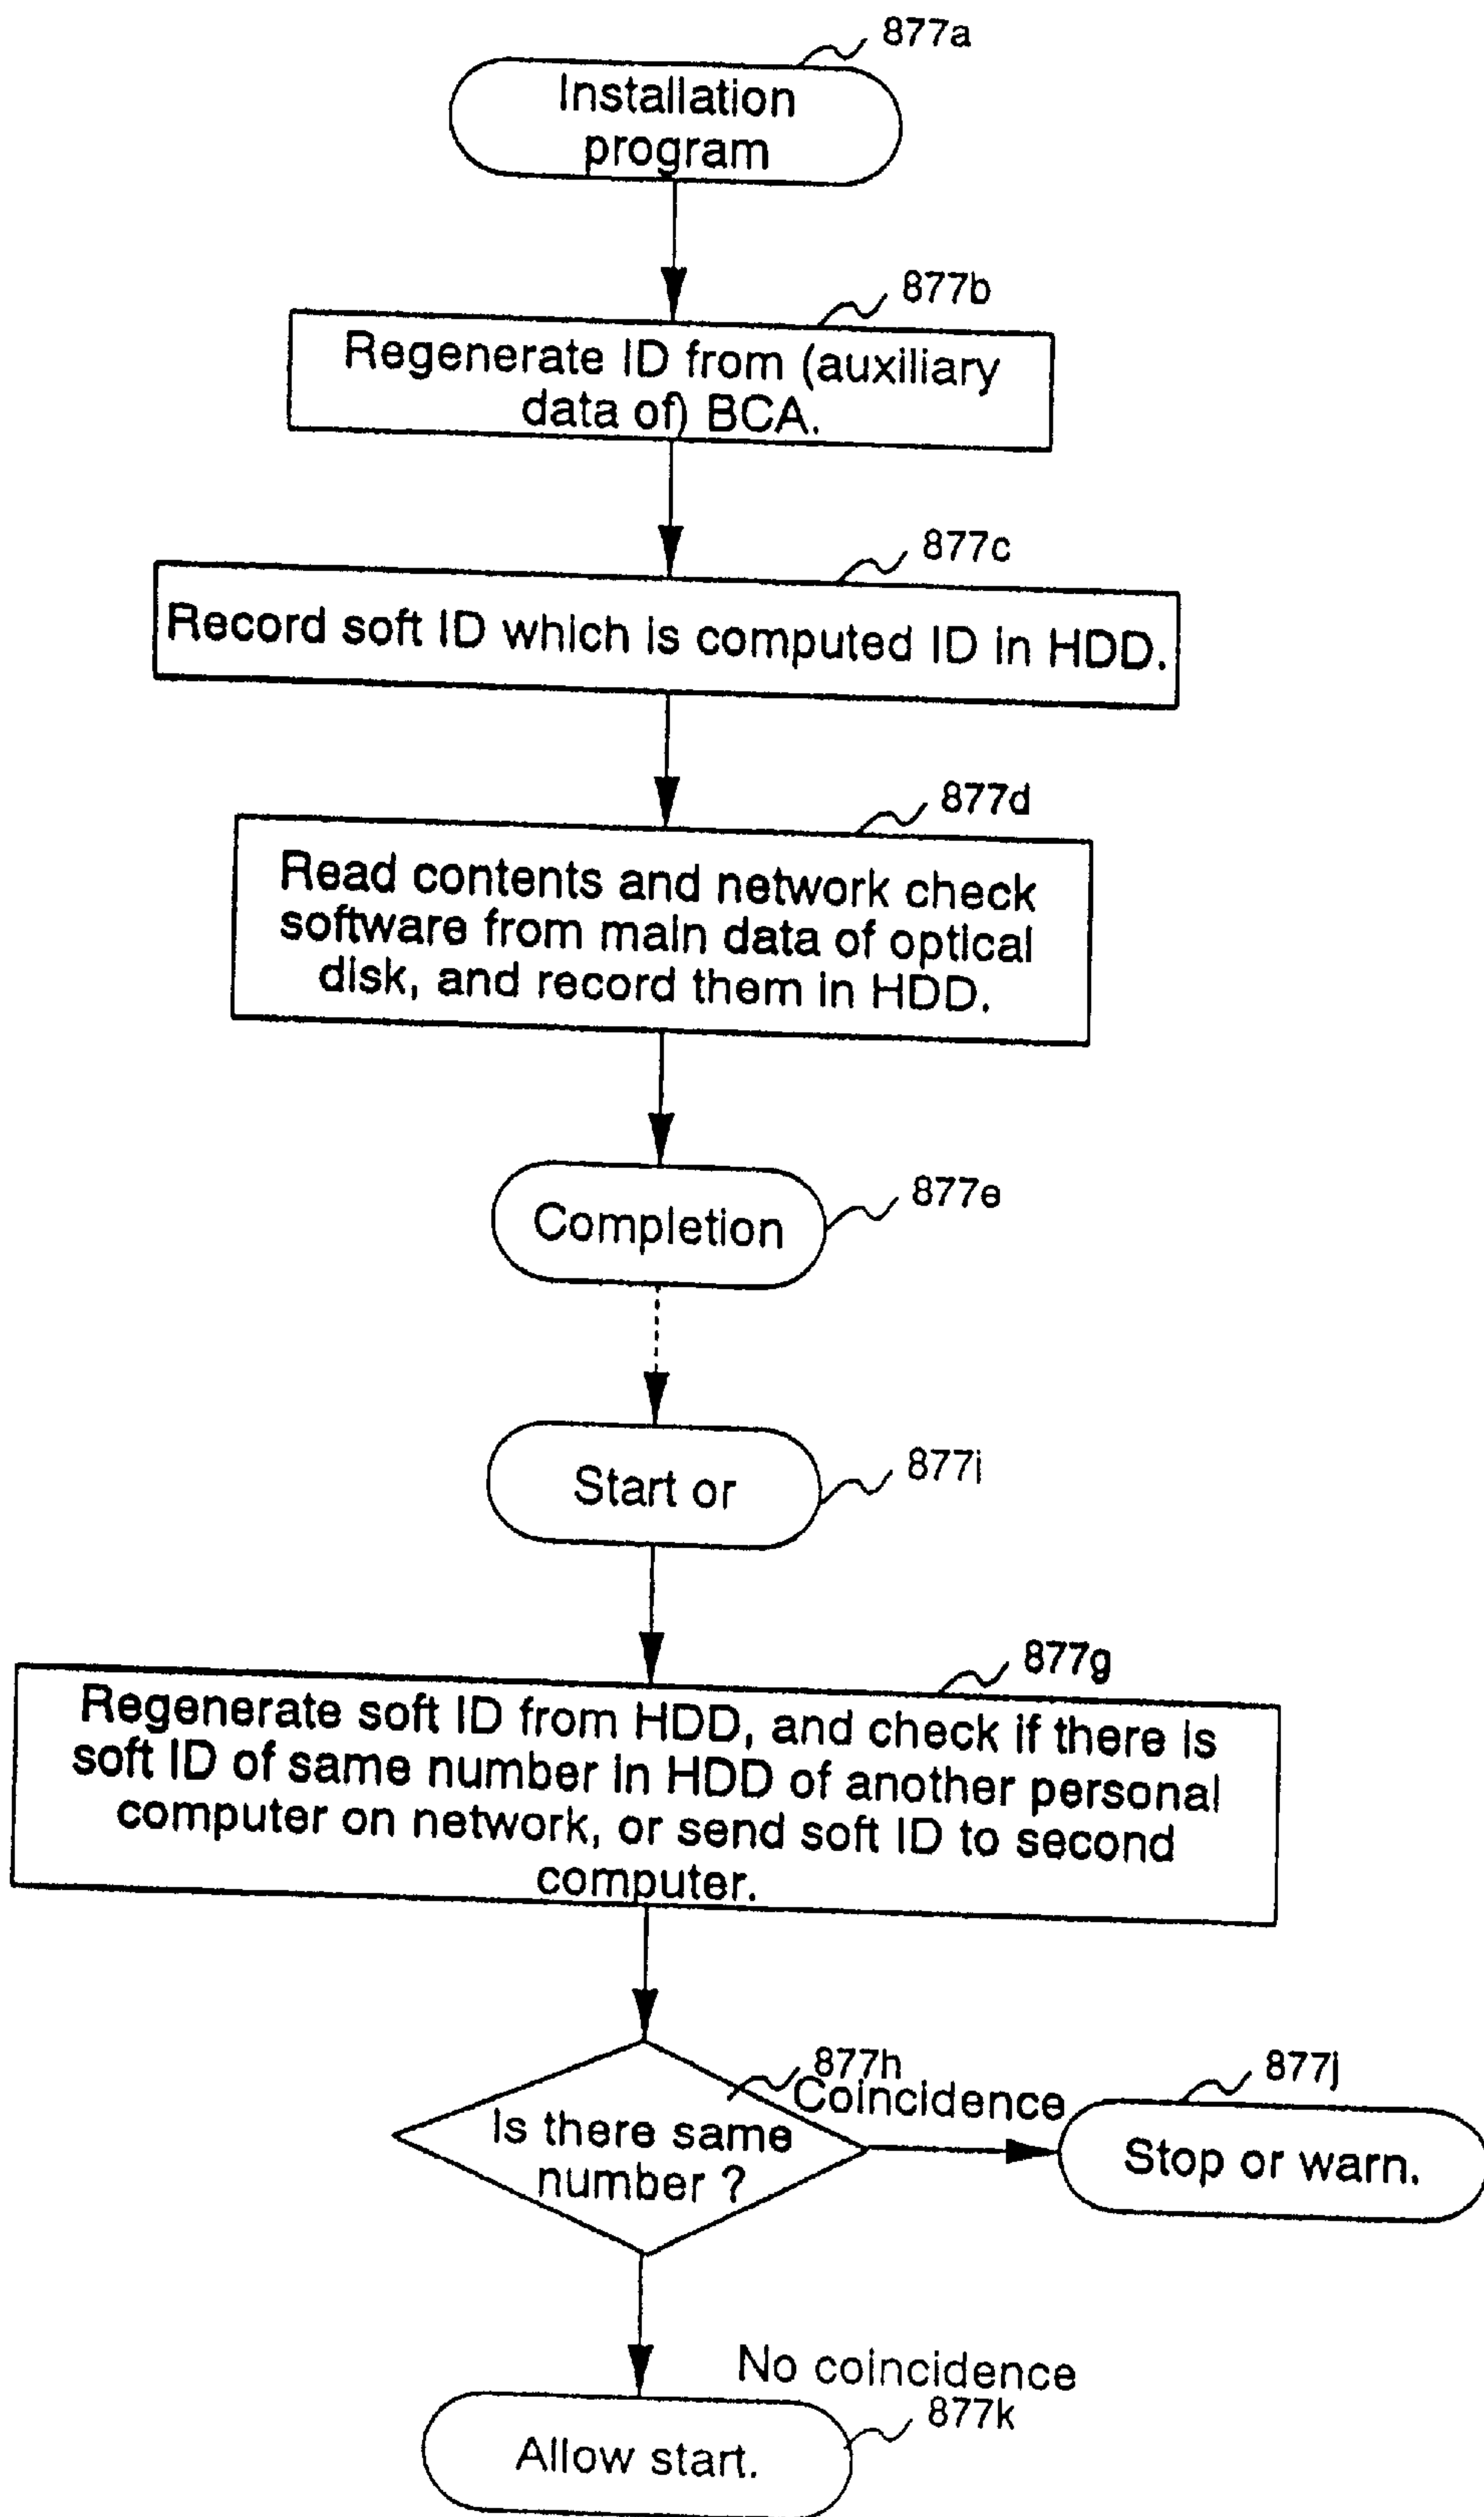 877a
Installation
program
877b
Regenerate ID from (auxiliary
data of) BCA.
877c
Record soft ID which is computed ID in HDD.
877d
Read contents and network check
software from main data of optical
disk, and record them in HDD.
877e
Completion
877i
Start or
877g
Regenerate soft ID from HDD, and check if there is
soft ID of same number in HDD of another personal
computer on network, or send soft ID to second
computer.
877h
Coincidence
877j
Is there same
number ?
Stop or warn.
No coincidence
877k
Allow start.